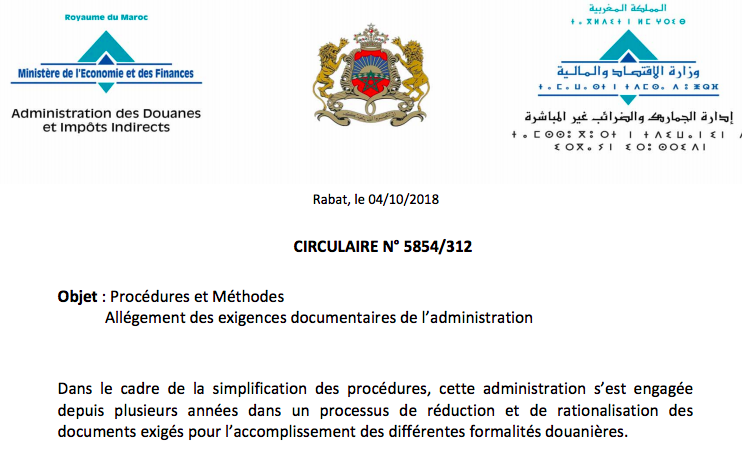 Royaume du Maroc
Ministère de l'Economie et des Finances
Administration des Douanes
et Impôts Indirects
المملكة المغربية
ⵜⴰⴳⵍⴷⵉⵜ ⵏ ⵍⵎⵖⵔⵉⴱ
وزارة الإقتصاد والمالية
إدارة الجمارك والضرائب غير المباشرة
Rabat, le 04/10/2018
CIRCULAIRE N° 5854/312
Objet : Procédures et Méthodes
Allégement des exigences documentaires de l'administration
Dans le cadre de la simplification des procédures, cette administration s'est engagée
depuis plusieurs années dans un processus de réduction et de rationalisation des
documents exigés pour l'accomplissement des différentes formalités douanières.